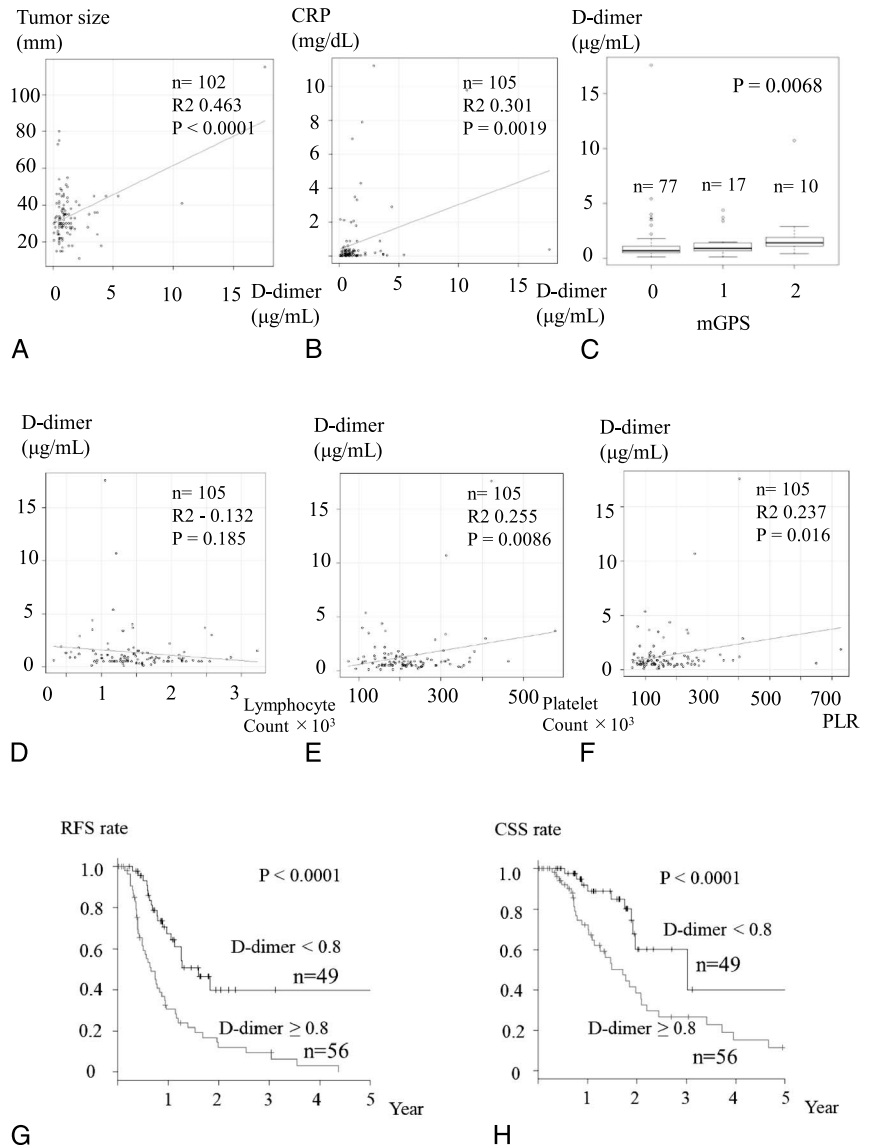 Tumor size
(mm)
n= 102
R2 0.463
P < 0.0001
100
80
60
40
20
0 5 10 15 D-dimer
(μg/mL)
A
CRP
(mg/dL)
n= 105
R2 0.301
P = 0.0019
10
8
6
4
2
0 5 10 15 D-dimer
(μg/mL)
B
D-dimer
(μg/mL)
P = 0.0068
15
10
5
0
n= 77 n= 17 n= 10
0 1 2
mGPS
C
D-dimer
(μg/mL)
n= 105
R2 - 0.132
P = 0.185
15
10
5
0
0 1 2 3 Lymphocyte
Count ×10³
D
D-dimer
(μg/mL)
n= 105
R2 0.255
P = 0.0086
15
10
5
0
100 300 500 Platelet
Count ×10³
E
D-dimer
(μg/mL)
n= 105
R2 0.237
P = 0.016
15
10
5
0
100 300 500 700
PLR
F
RFS rate
1.0
0.8
0.6
0.4
0.2
0
P < 0.0001
D-dimer < 0.8
n=49
D-dimer ≥ 0.8
n=56
1 2 3 4 5
Year
G
CSS rate
1.0
0.8
0.6
0.4
0.2
0
P < 0.0001
D-dimer < 0.8
n=49
D-dimer ≥ 0.8
n=56
1 2 3 4 5
Year
H